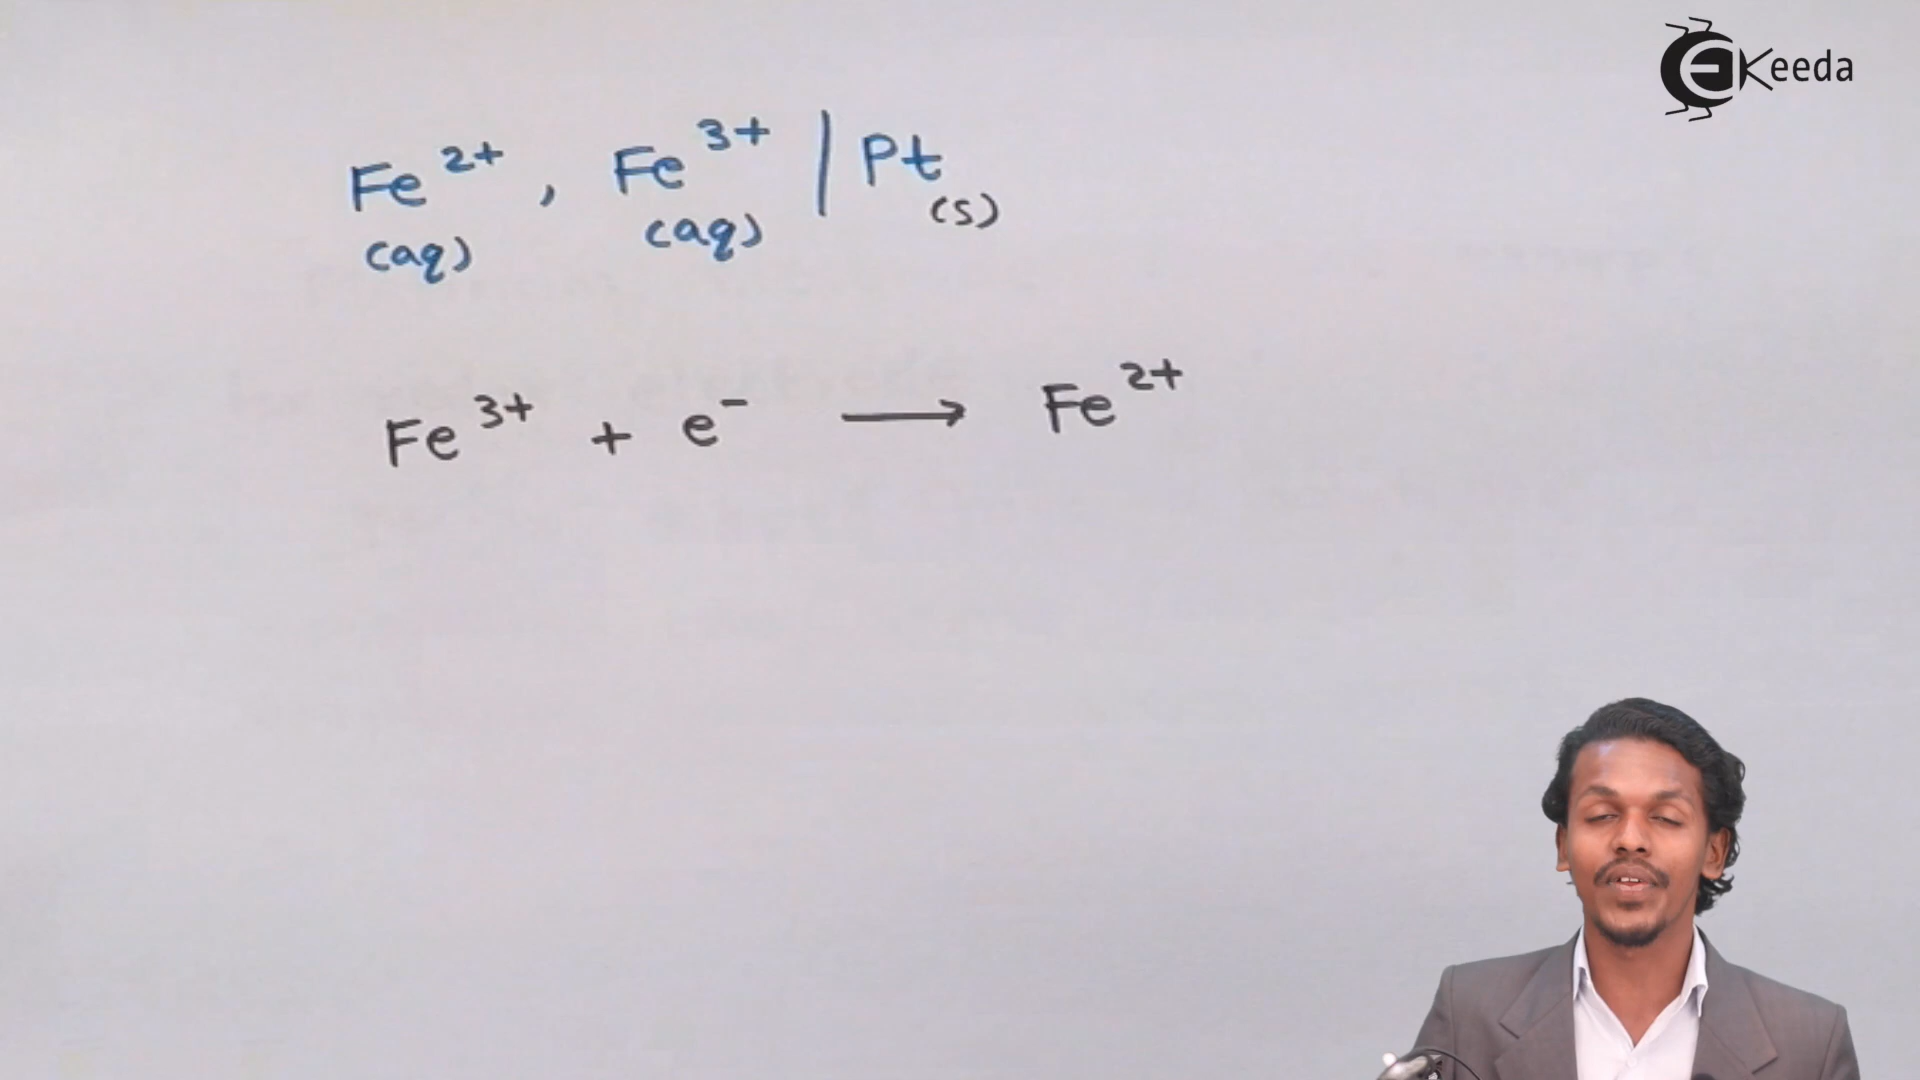 EKeeda
Fe²⁺, Fe³⁺ | Pt
(aq) (aq) (s)
Fe³⁺ + e⁻ ⟶ Fe²⁺